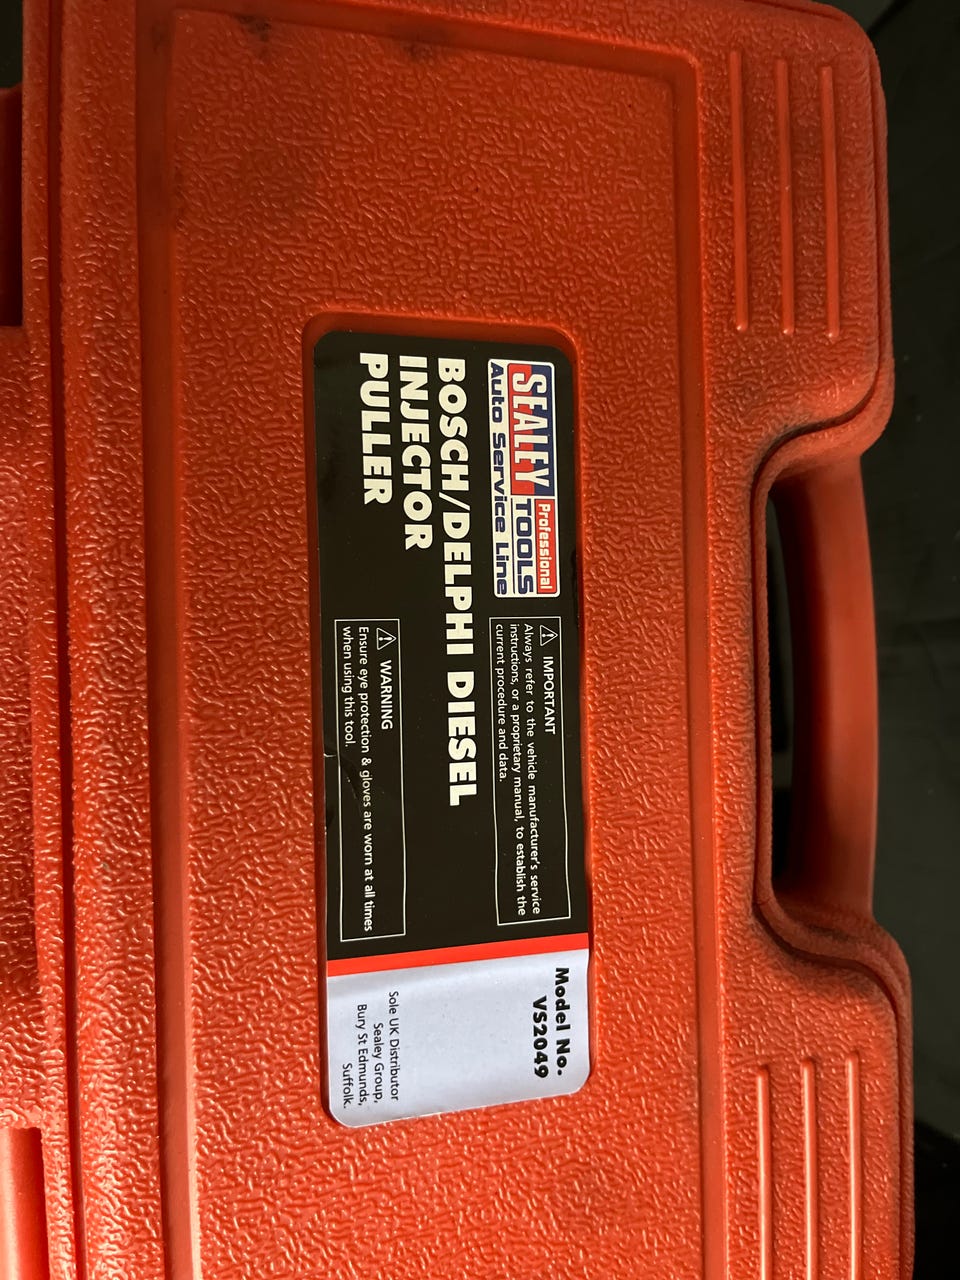 SEALEY
Professional
TOOLS
Auto Service Line
BOSCH/DELPHI DIESEL
INJECTOR
PULLER
⚠ IMPORTANT
Always refer to the vehicle manufacturer's service
instructions, or a proprietary manual, to establish the
current procedure and data.
⚠ WARNING
Ensure eye protection & gloves are worn at all times
when using this tool.
Model No.
VS2049
Sole UK Distributor
Sealey Group,
Bury St Edmunds,
Suffolk.